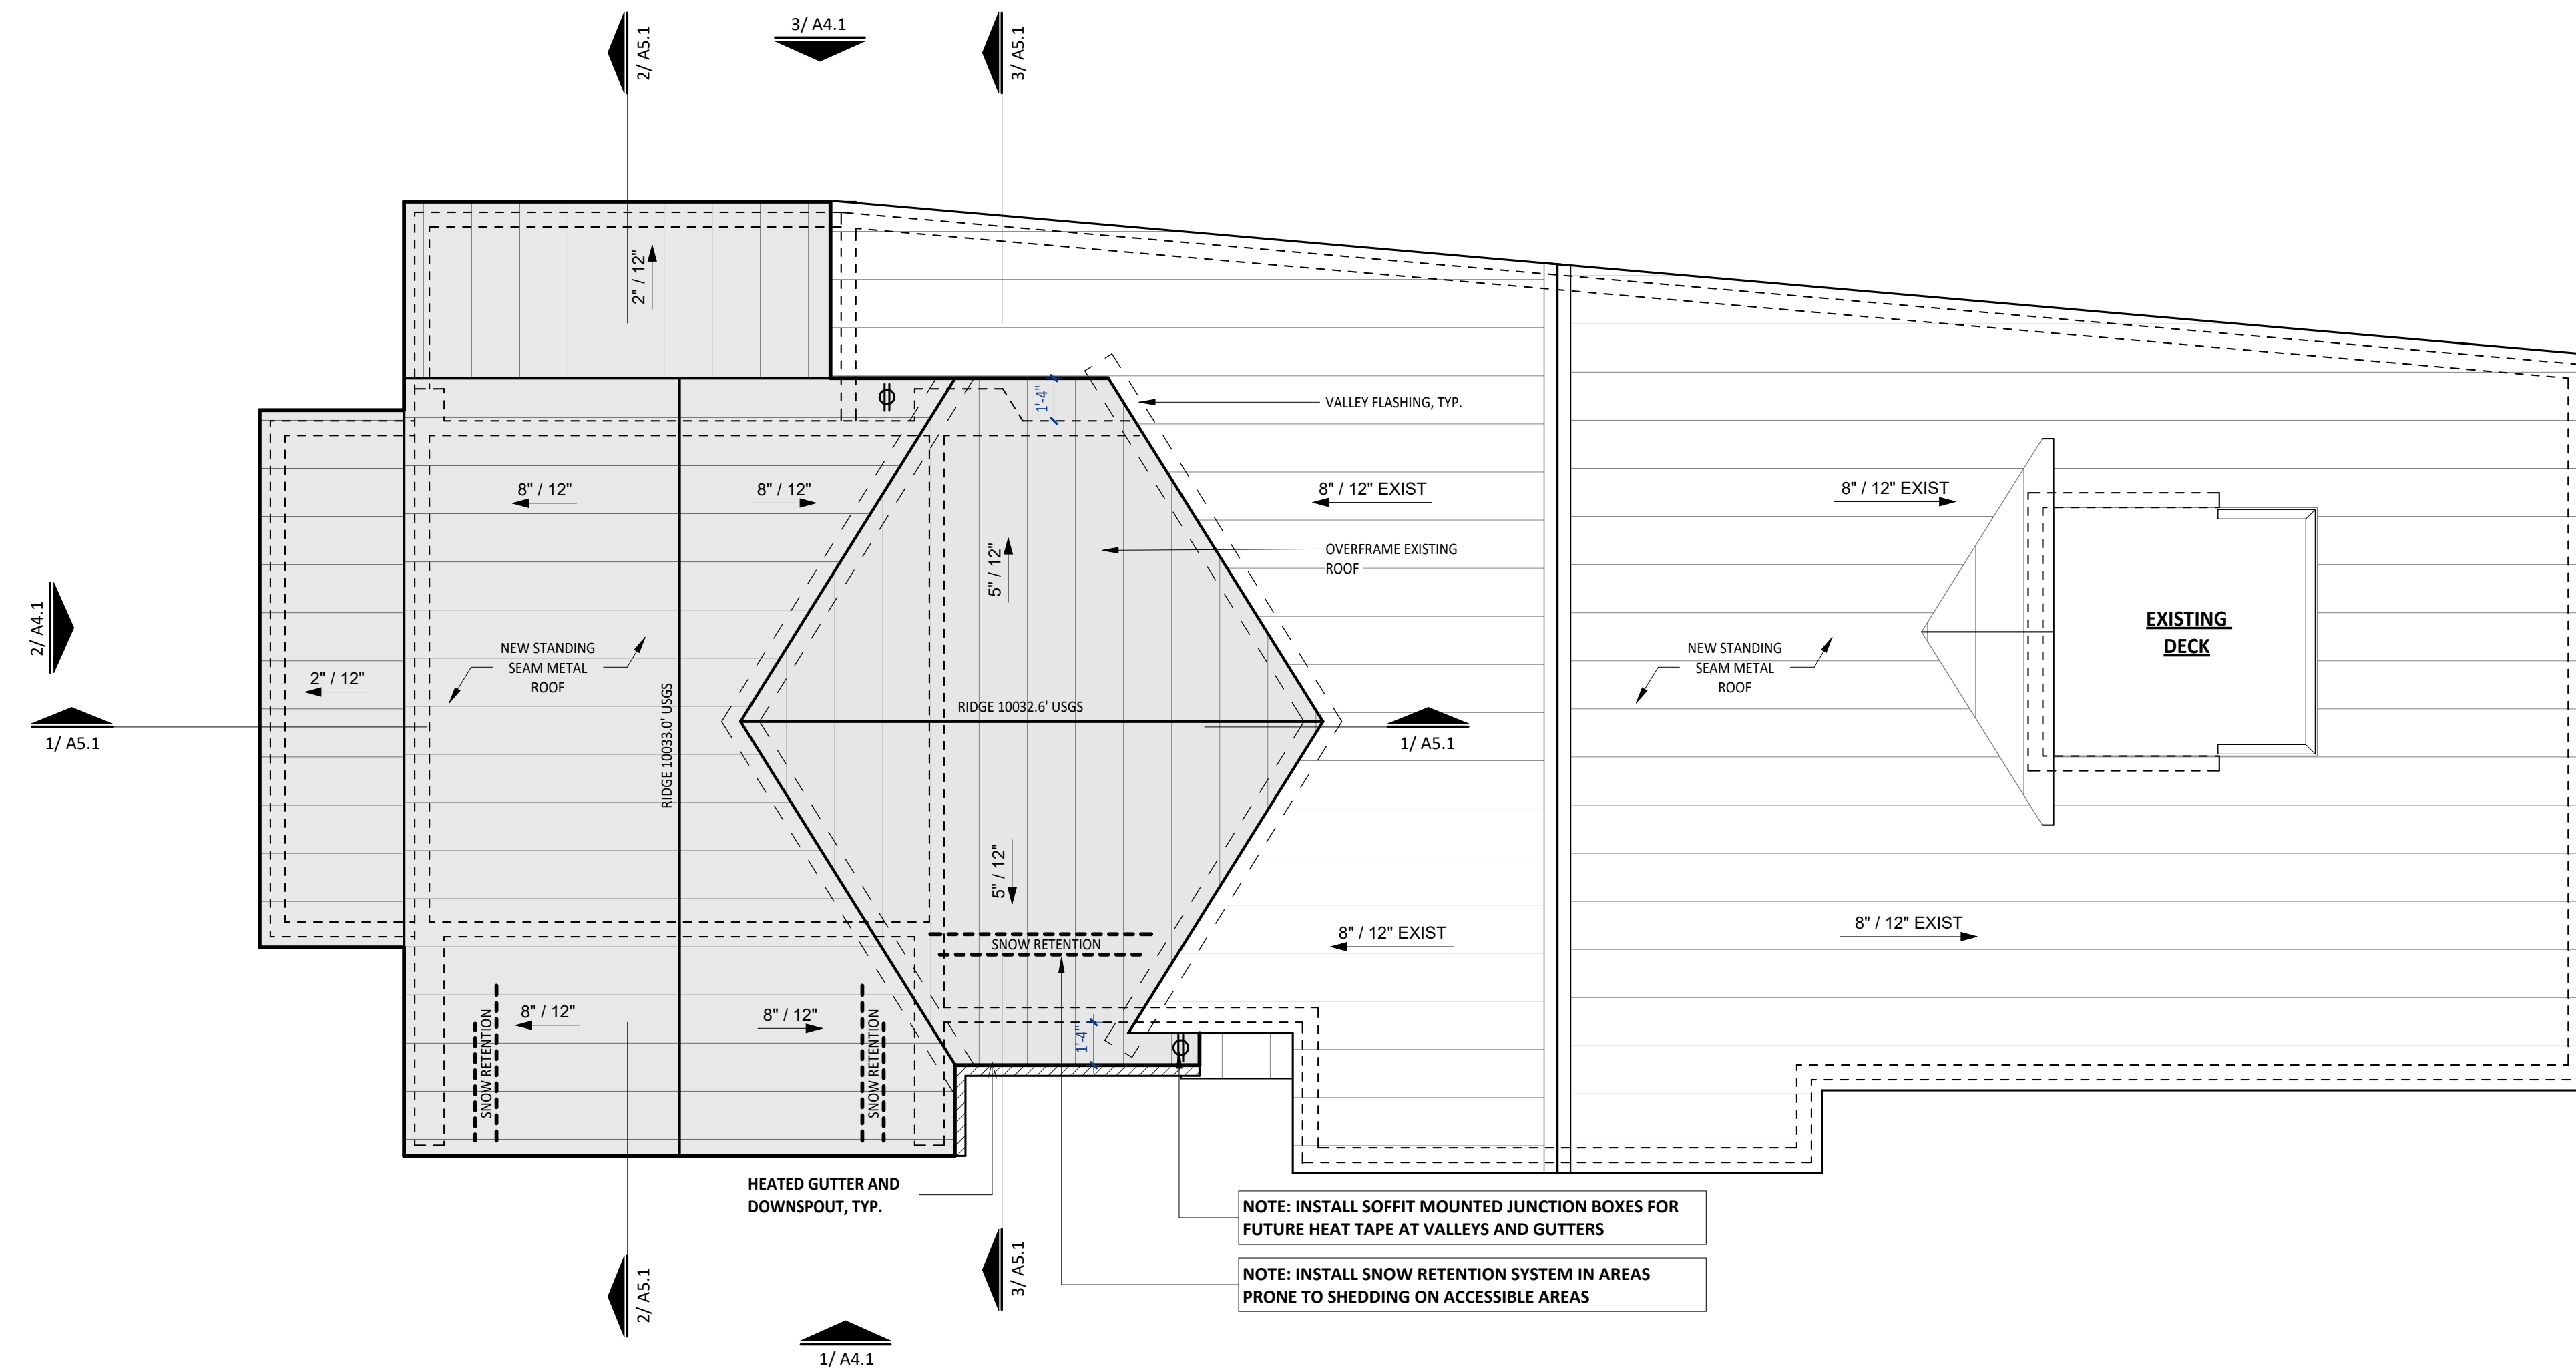 3/ A4.1
2/ A5.1
3/ A5.1
2" / 12"
1'-4"
VALLEY FLASHING, TYP.
8" / 12"
8" / 12"
8" / 12" EXIST
8" / 12" EXIST
5" / 12"
OVERFRAME EXISTING
ROOF
2/ A4.1
2" / 12"
NEW STANDING
SEAM METAL
ROOF
NEW STANDING
SEAM METAL
ROOF
EXISTING
DECK
RIDGE 10033.0' USGS
RIDGE 10032.6' USGS
1/ A5.1
1/ A5.1
5" / 12"
SNOW RETENTION
8" / 12" EXIST
8" / 12" EXIST
SNOW RETENTION
8" / 12"
8" / 12"
SNOW RETENTION
1'-4"
HEATED GUTTER AND
DOWNSPOUT, TYP.
NOTE: INSTALL SOFFIT MOUNTED JUNCTION BOXES FOR
FUTURE HEAT TAPE AT VALLEYS AND GUTTERS
NOTE: INSTALL SNOW RETENTION SYSTEM IN AREAS
PRONE TO SHEDDING ON ACCESSIBLE AREAS
2/ A5.1
3/ A5.1
1/ A4.1